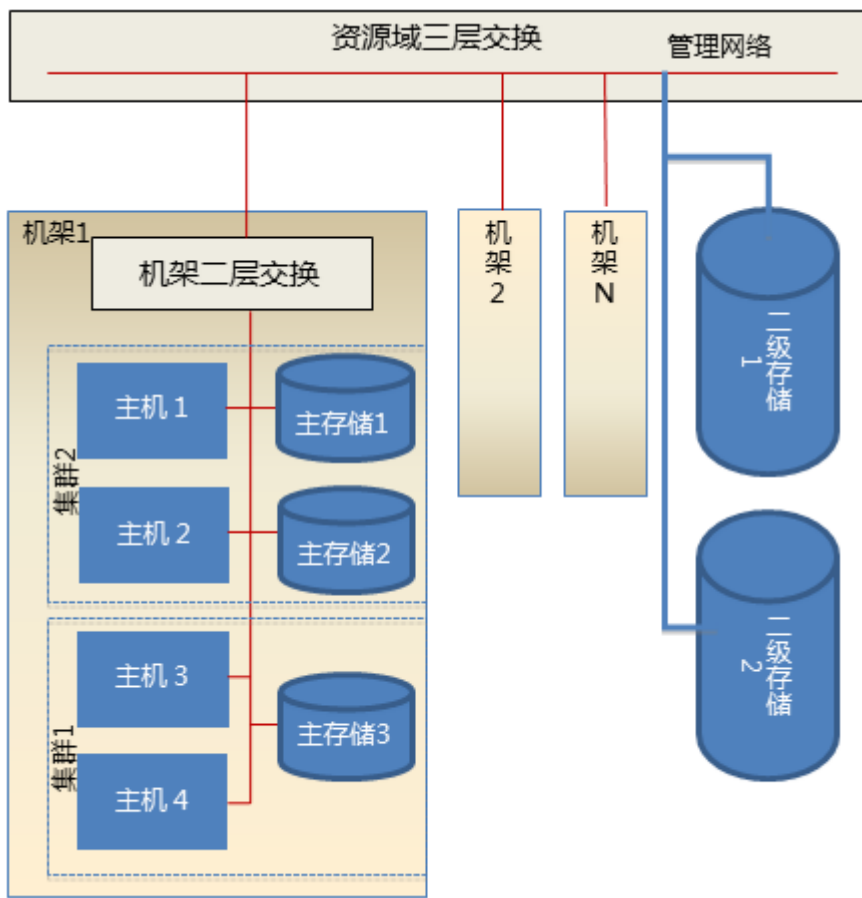 资源域三层交换
管理网络
机架1
机架二层交换
机架2
机架N
主机 1
主存储1
集群2
主机 2
主存储2
主机 3
主存储3
集群1
主机 4
二级存储1
二级存储2